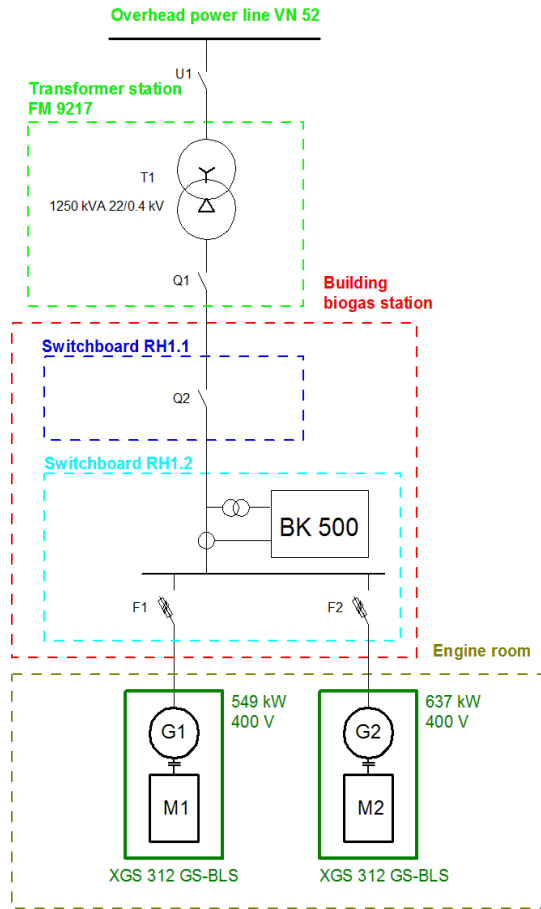 Overhead power line VN 52
U1
Transformer station
FM 9217
T1
1250 kVA 22/0.4 kV
Q1
Building
biogas station
Switchboard RH1.1
Q2
Switchboard RH1.2
BK 500
F1
F2
Engine room
549 kW
400 V
637 kW
400 V
G1
G2
M1
M2
XGS 312 GS-BLS
XGS 312 GS-BLS